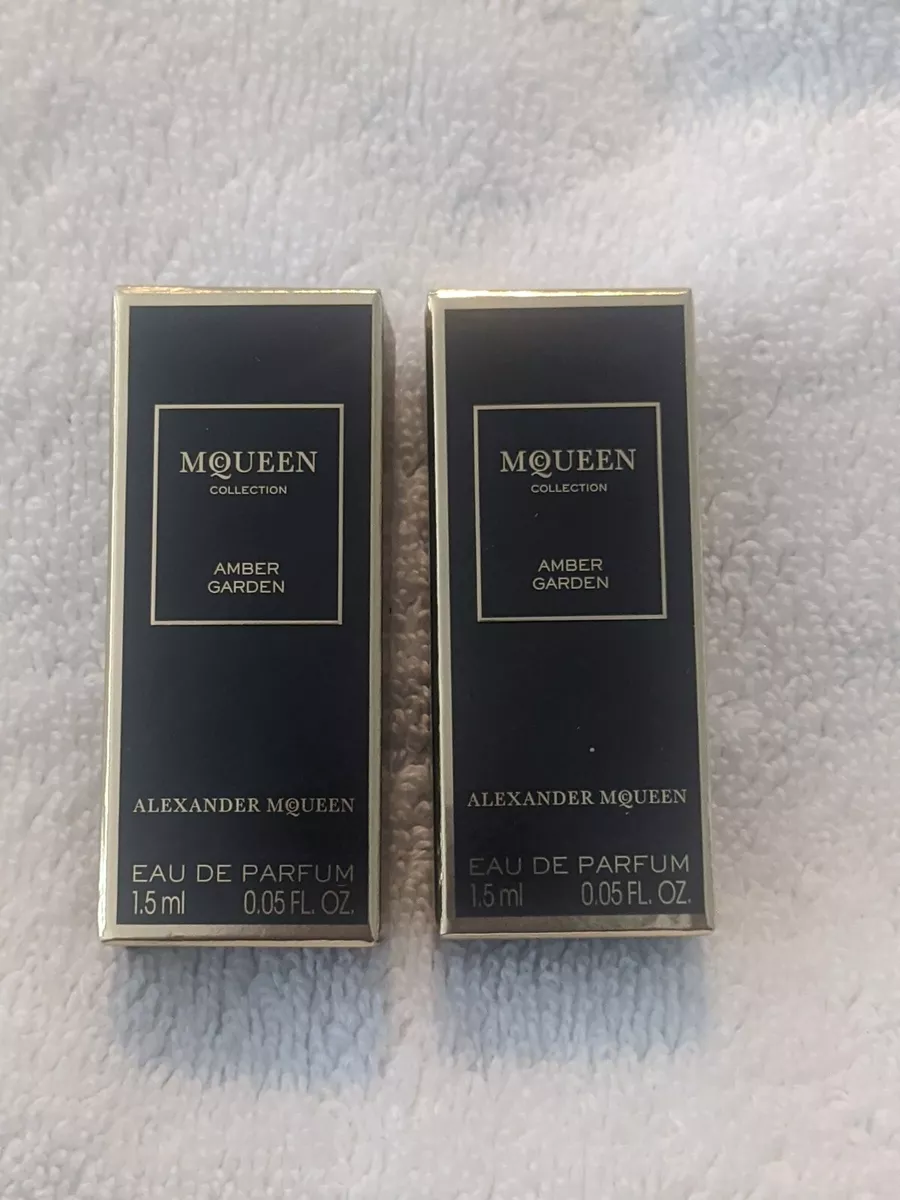 MCQUEEN
COLLECTION
AMBER
GARDEN
ALEXANDER MCQUEEN
EAU DE PARFUM
1.5 ml 0.05 FL. OZ.
MCQUEEN
COLLECTION
AMBER
GARDEN
ALEXANDER MCQUEEN
EAU DE PARFUM
1.5 ml 0.05 FL. OZ.